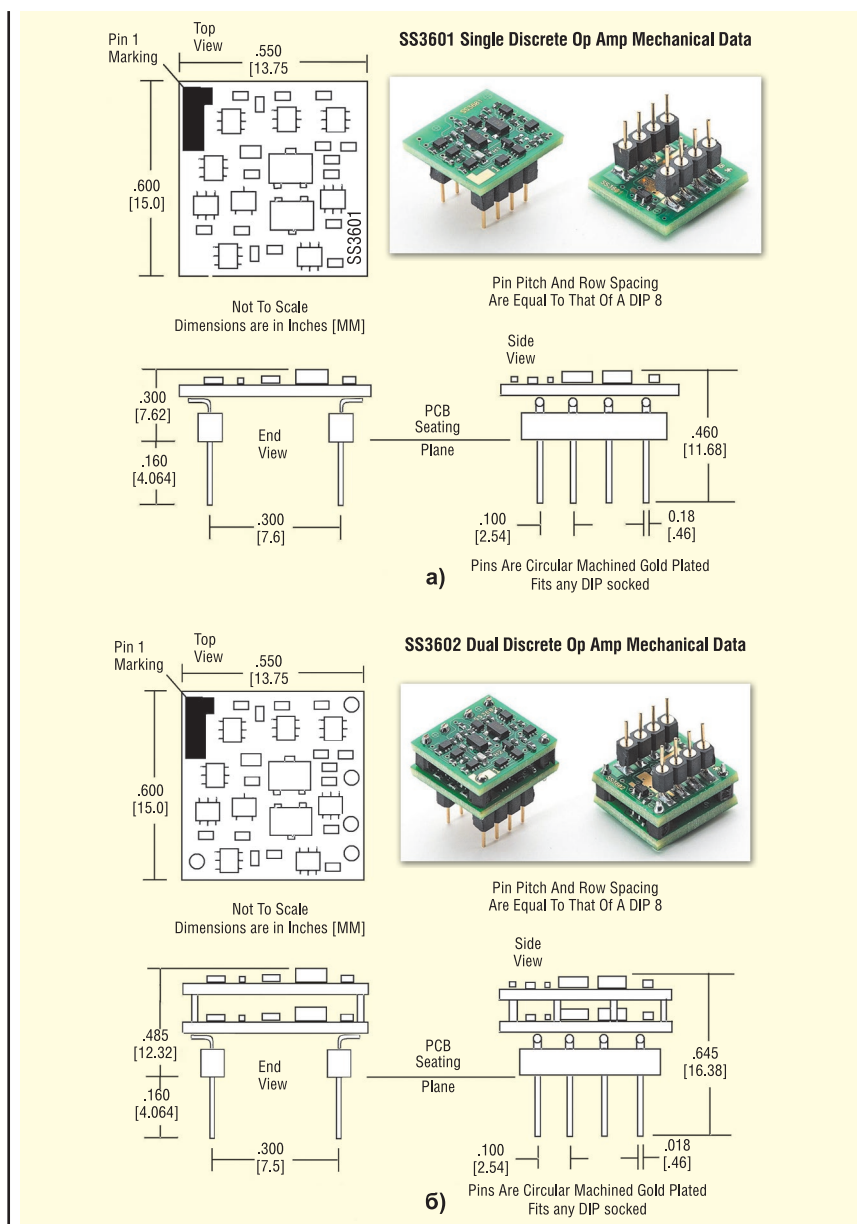 Pin 1
Marking
Top
View
.550
[13.75
SS3601 Single Discrete Op Amp Mechanical Data
.600
[15.0]
SS3601
Not To Scale
Dimensions are in Inches [MM]
Pin Pitch And Row Spacing
Are Equal To That Of A DIP 8
.300
[7.62]
.160
[4.064]
End
View
.300
[7.6]
PCB
Seating
Plane
Side
View
.460
[11.68]
.100
[2.54]
0.18
[.46]
а)
Pins Are Circular Machined Gold Plated
Fits any DIP socked
Pin 1
Marking
Top
View
.550
[13.75
SS3602 Dual Discrete Op Amp Mechanical Data
.600
[15.0]
SS3602
Not To Scale
Dimensions are in Inches [MM]
Pin Pitch And Row Spacing
Are Equal To That Of A DIP 8
.485
[12.32]
.160
[4.064]
End
View
.300
[7.5]
PCB
Seating
Plane
Side
View
.645
[16.38]
.100
[2.54]
.018
[.46]
б)
Pins Are Circular Machined Gold Plated
Fits any DIP socked